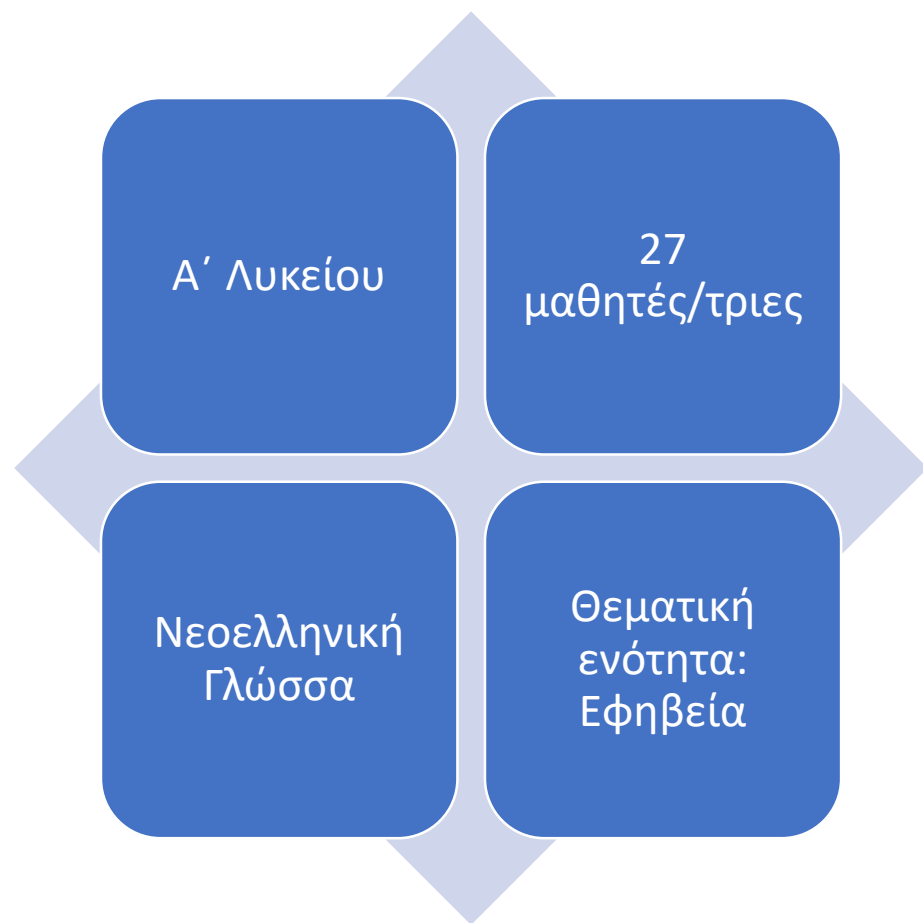 Α΄ Λυκείου
27
μαθητές/τριες
Νεοελληνική
Γλώσσα
Θεματική
ενότητα:
Εφηβεία